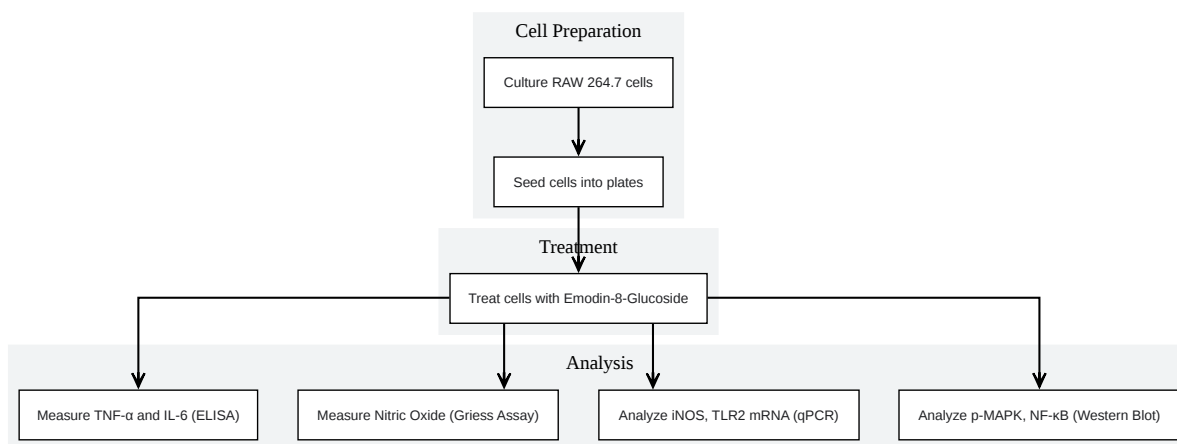 Cell Preparation
Culture RAW 264.7 cells
Seed cells into plates
Treatment
Treat cells with Emodin-8-Glucoside
Analysis
Measure TNF-α and IL-6 (ELISA)
Measure Nitric Oxide (Griess Assay)
Analyze iNOS, TLR2 mRNA (qPCR)
Analyze p-MAPK, NF-κB (Western Blot)